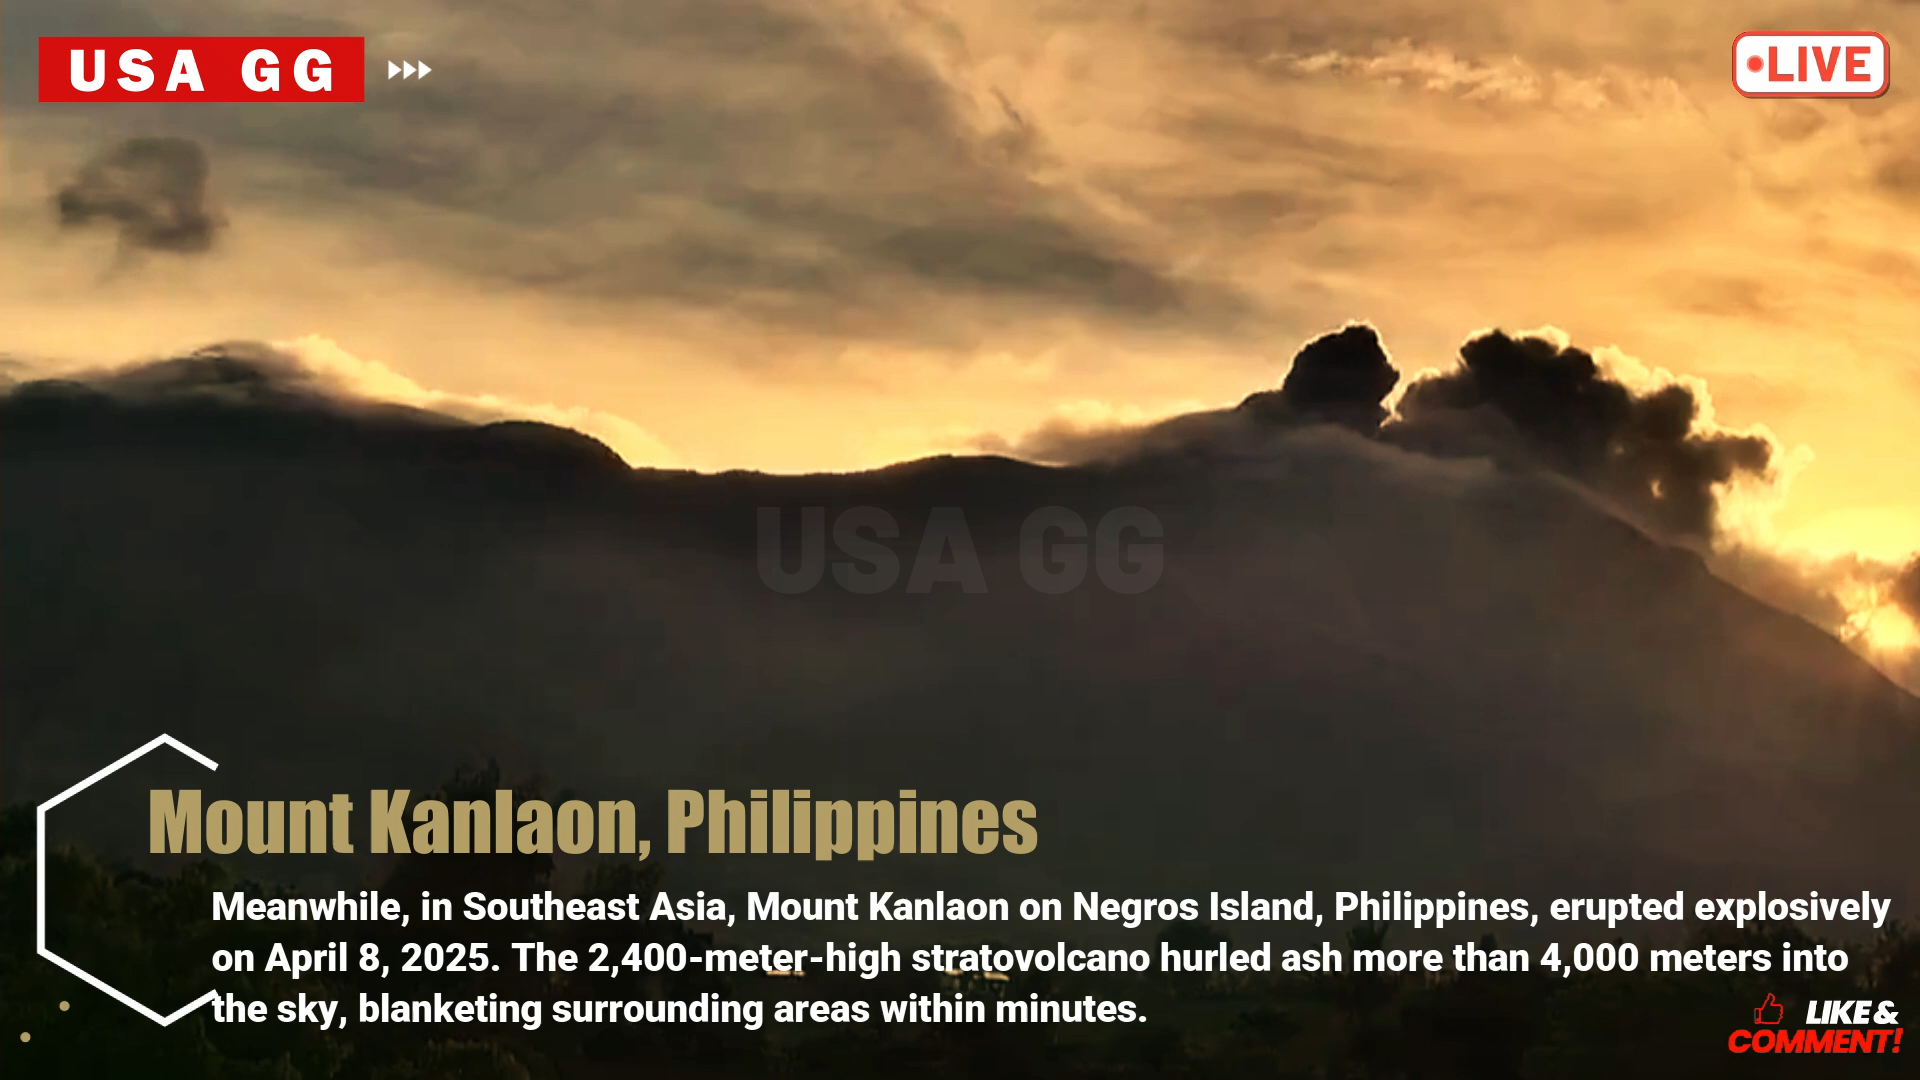 USA GG
LIVE
USA GG
Mount Kanlaon, Philippines
Meanwhile, in Southeast Asia, Mount Kanlaon on Negros Island, Philippines, erupted explosively
on April 8, 2025. The 2,400-meter-high stratovolcano hurled ash more than 4,000 meters into
the sky, blanketing surrounding areas within minutes.
LIKE &
COMMENT!